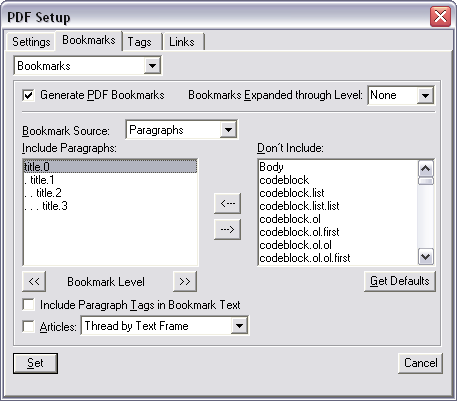 PDF Setup
Settings Bookmarks Tags Links
Bookmarks
Generate PDF Bookmarks Bookmarks Expanded through Level: None
Bookmark Source: Paragraphs
Include Paragraphs: Don´t Include:
title.0
. title.1
. . title.2
. . . title.3
Body
codeblock
codeblock.list
codeblock.list.list
codeblock.ol
codeblock.ol.first
codeblock.ol.ol
codeblock.ol.ol.first
<---
--->
<< Bookmark Level >> Get Defaults
Include Paragraph Tags in Bookmark Text
Articles: Thread by Text Frame
Set Cancel